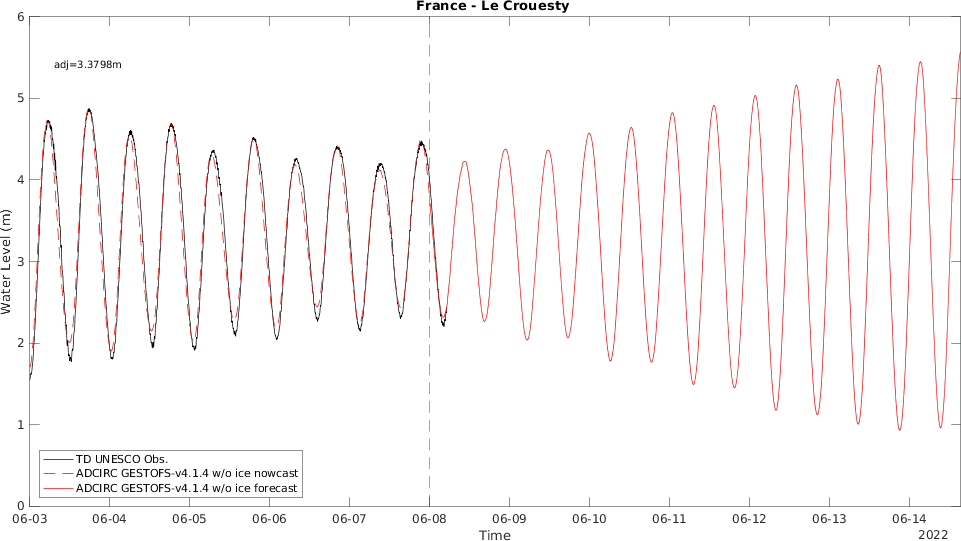 France - Le Crouesty
adj=3.3798m
6
5
4
3
2
1
0
Water Level (m)
TD UNESCO Obs.
ADCIRC GESTOFS-v4.1.4 w/o ice nowcast
ADCIRC GESTOFS-v4.1.4 w/o ice forecast
06-03 06-04 06-05 06-06 06-07 06-08 06-09 06-10 06-11 06-12 06-13 06-14
Time
2022